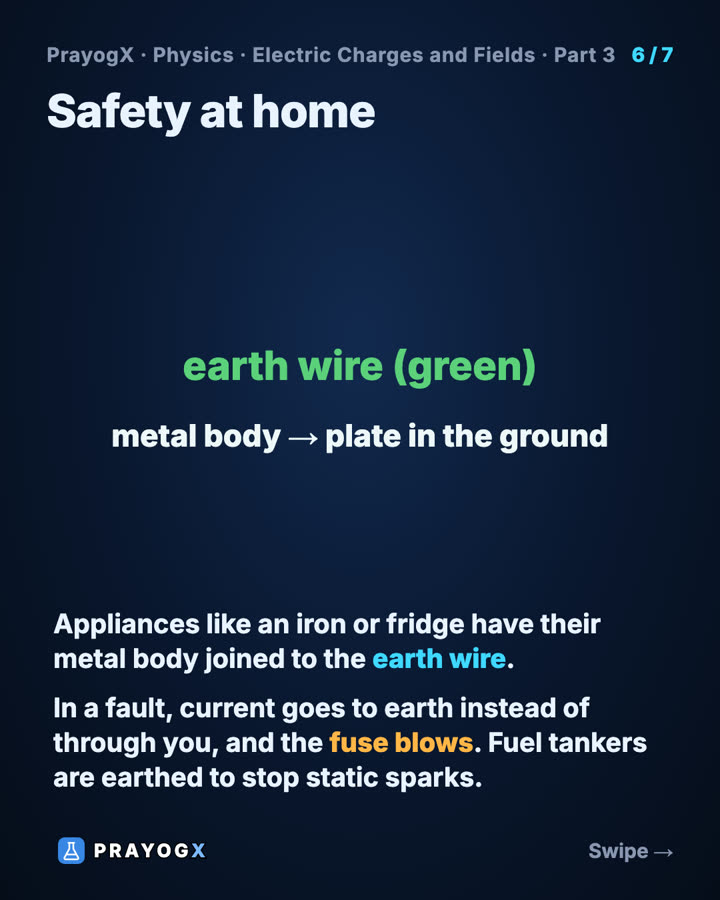 PrayogX · Physics · Electric Charges and Fields · Part 3 6 / 7
Safety at home
earth wire (green)
metal body → plate in the ground
Appliances like an iron or fridge have their
metal body joined to the earth wire.
In a fault, current goes to earth instead of
through you, and the fuse blows. Fuel tankers
are earthed to stop static sparks.
PRAYOGX
Swipe →